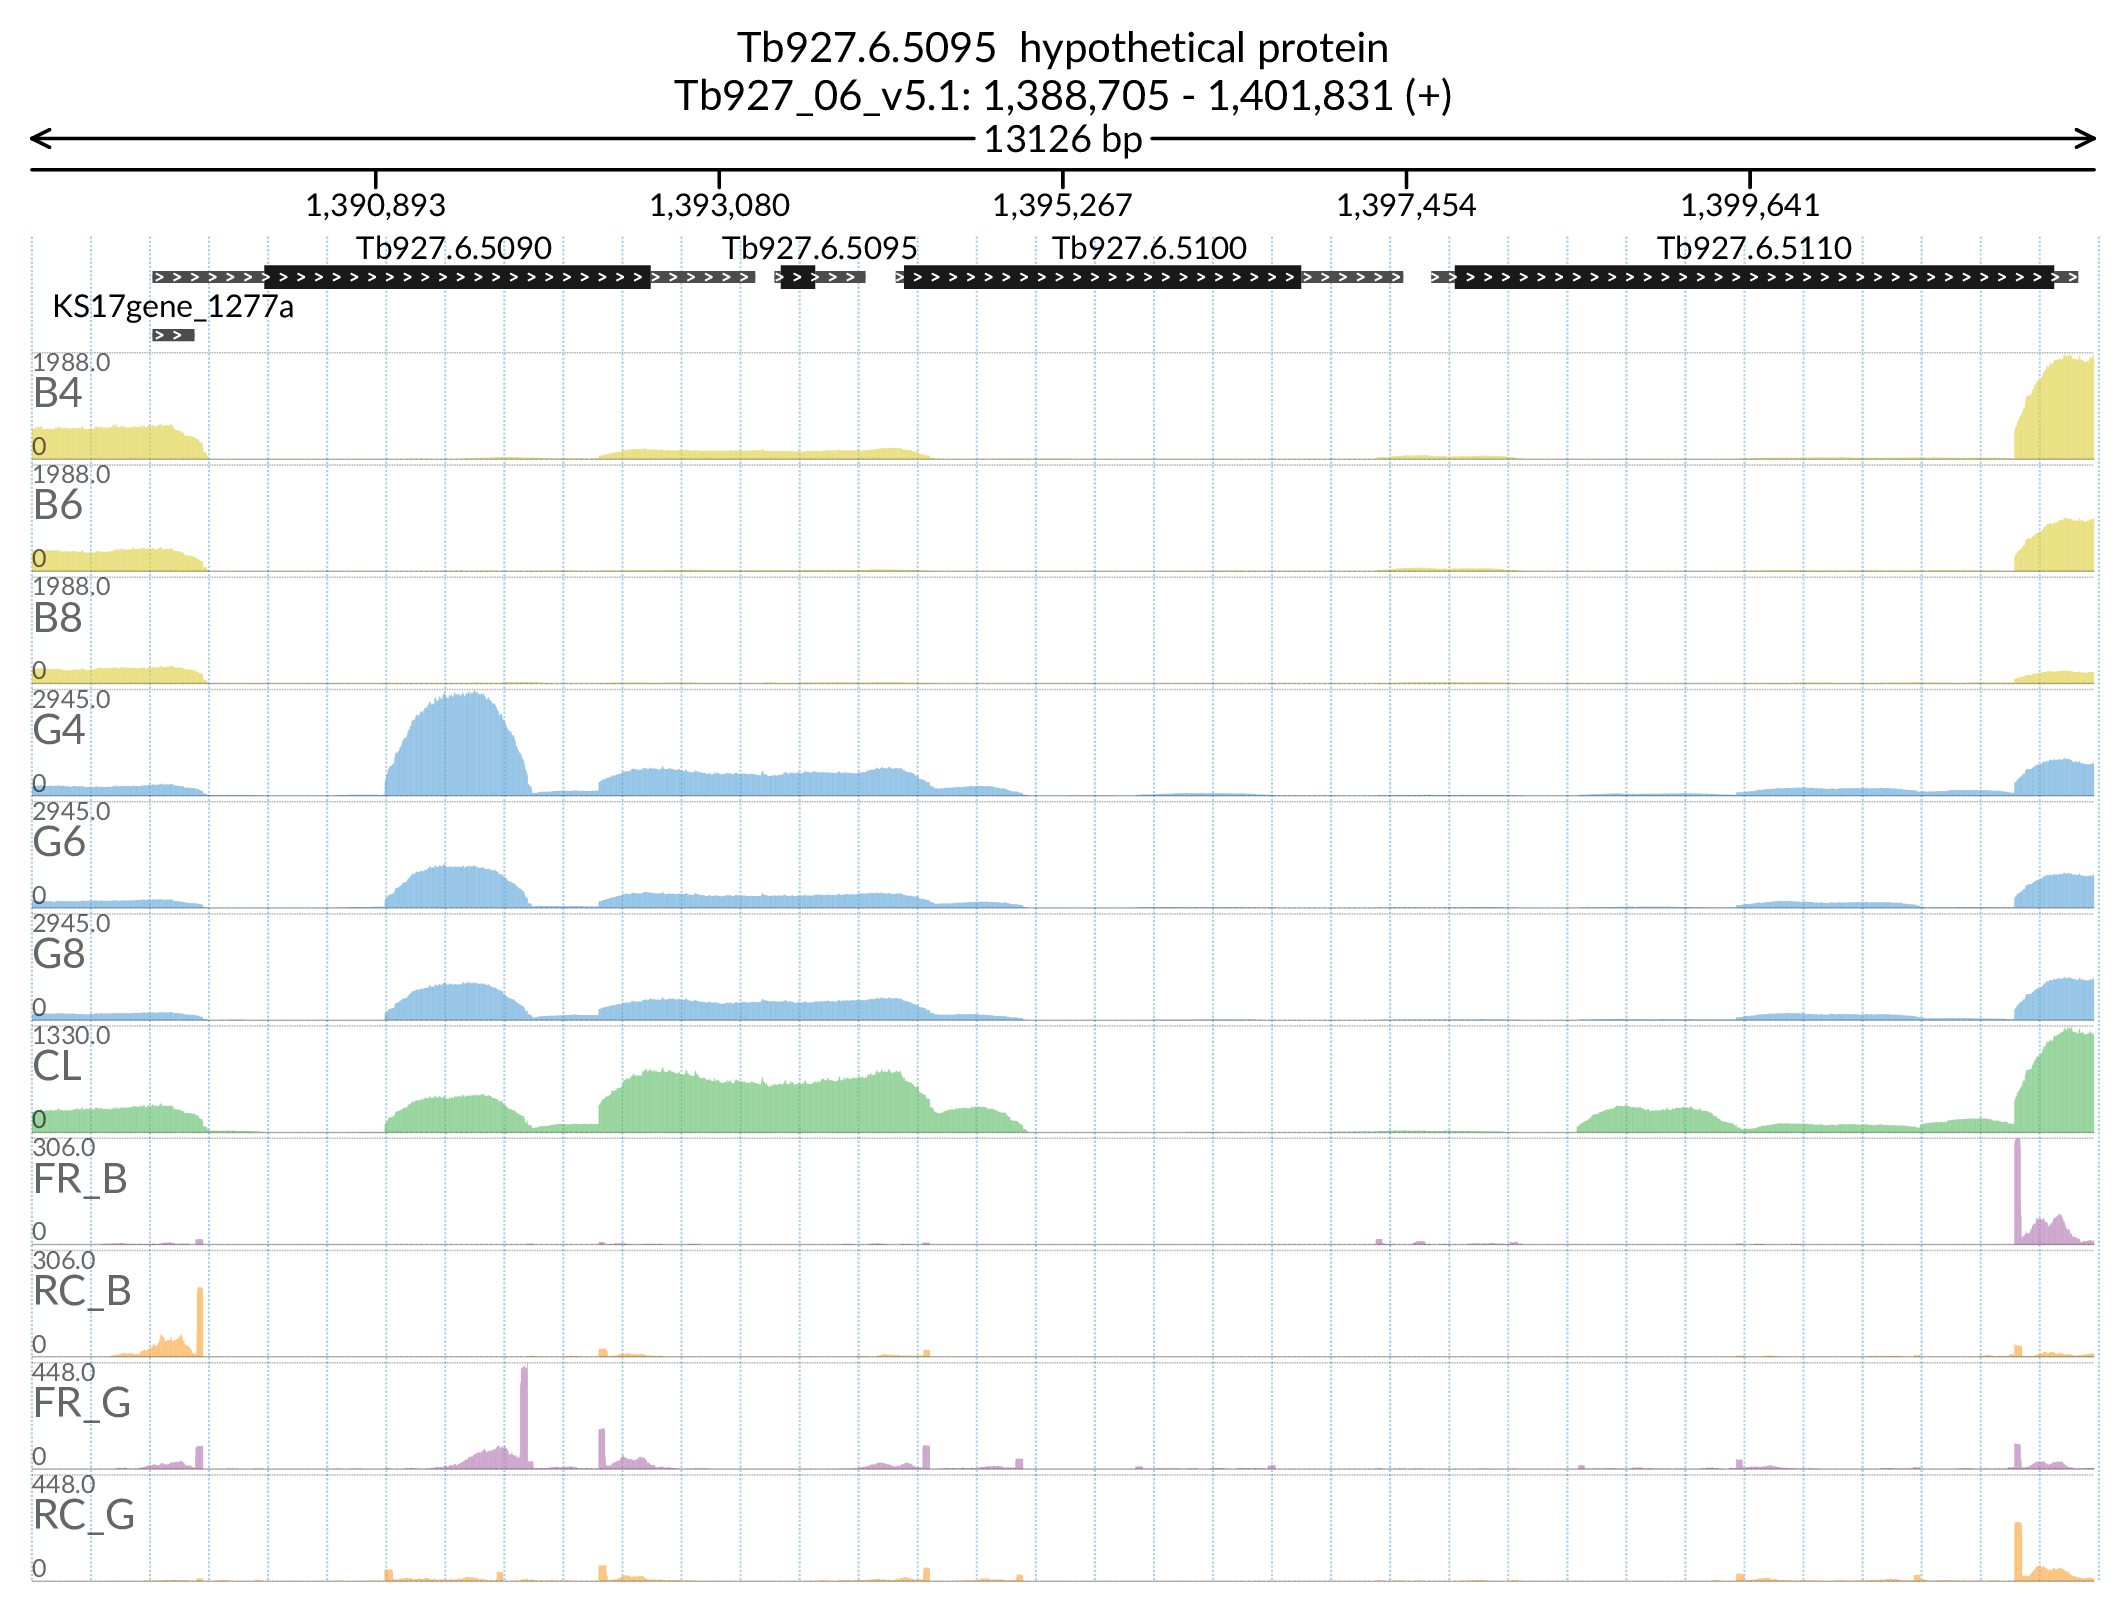 Tb927.6.5095 hypothetical protein
Tb927_06_v5.1: 1,388,705 - 1,401,831 (+)
13126 bp
1,390,893 1,393,080 1,395,267 1,397,454 1,399,641
Tb927.6.5090 Tb927.6.5095 Tb927.6.5100 Tb927.6.5110
KS17gene_1277a
1988.0
B4
0
1988.0
B6
0
1988.0
B8
0
2945.0
G4
0
2945.0
G6
0
2945.0
G8
0
1330.0
CL
0
306.0
FR_B
0
306.0
RC_B
0
448.0
FR_G
0
448.0
RC_G
0